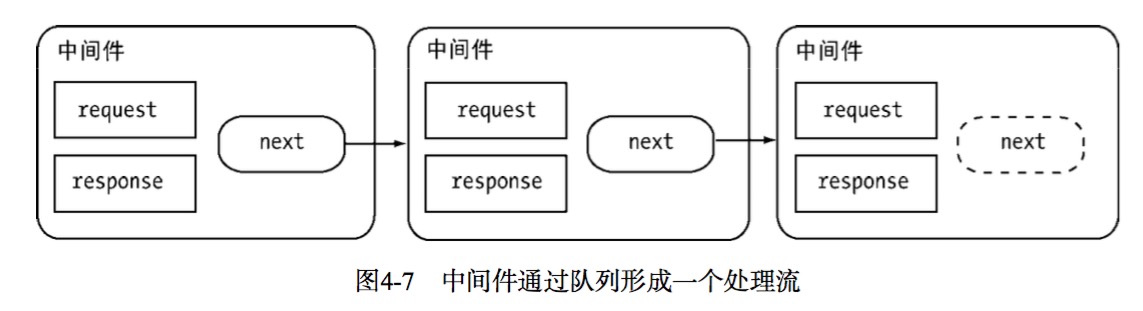 中间件
request
response
next
中间件
request
response
next
中间件
request
response
next
图4-7 中间件通过队列形成一个处理流